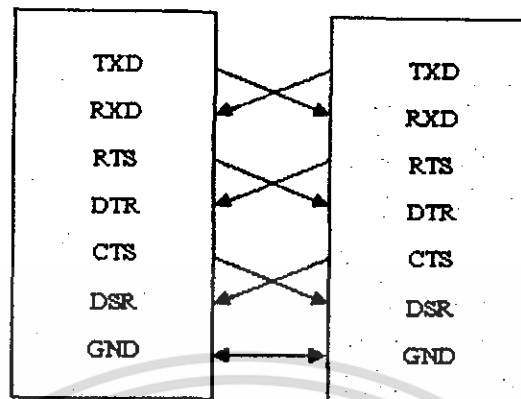 TXD
RXD
RTS
DTR
CTS
DSR
GND
TXD
RXD
RTS
DTR
CTS
DSR
GND